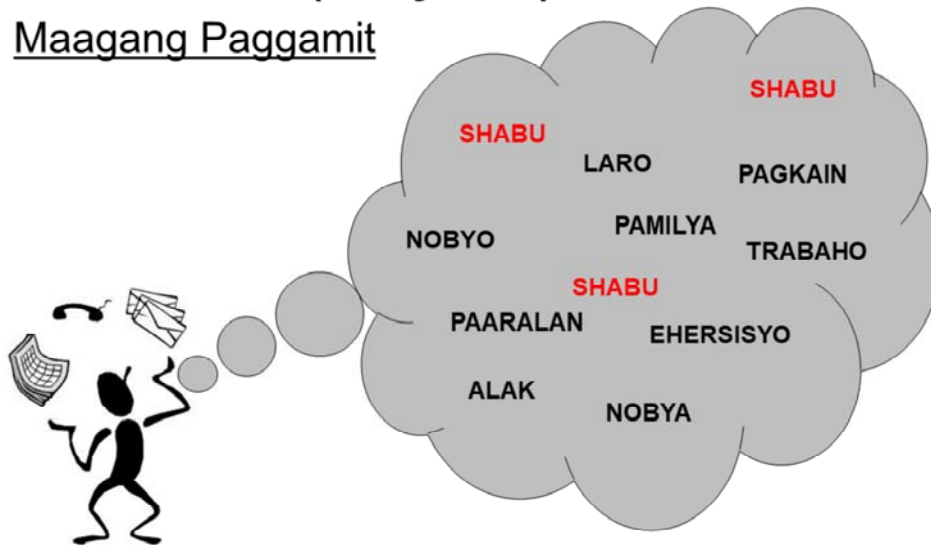 Maagang Paggamit
SHABU
SHABU
LARO
PAGKAIN
NOBYO
PAMILYA
TRABAHO
SHABU
PAARALAN
EHERSISYO
ALAK
NOBYA